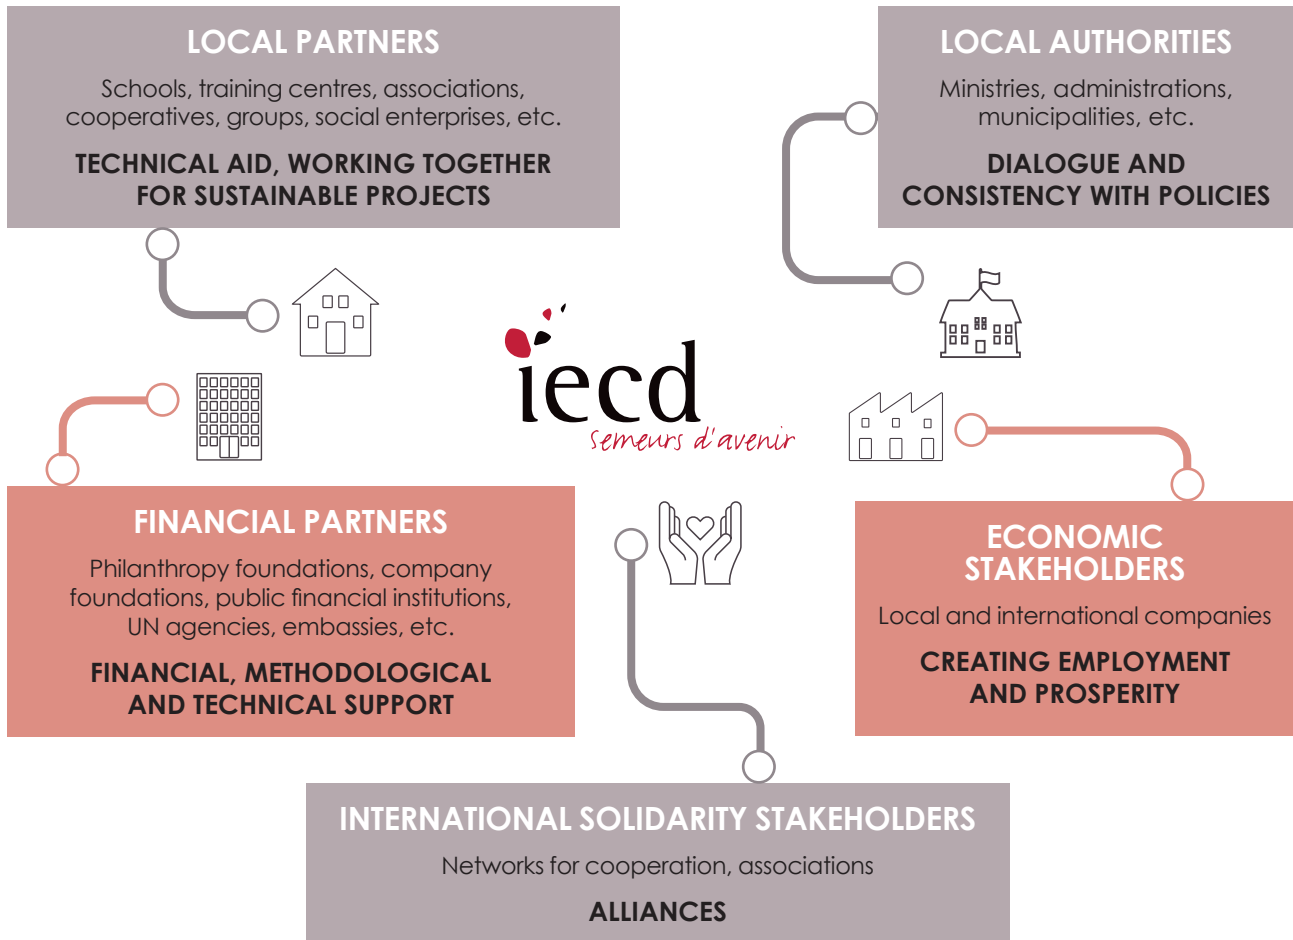 LOCAL PARTNERS
Schools, training centres, associations,
cooperatives, groups, social enterprises, etc.
TECHNICAL AID, WORKING TOGETHER
FOR SUSTAINABLE PROJECTS
LOCAL AUTHORITIES
Ministries, administrations,
municipalities, etc.
DIALOGUE AND
CONSISTENCY WITH POLICIES
iecd
semeurs d'avenir
FINANCIAL PARTNERS
Philanthropy foundations, company
foundations, public financial institutions,
UN agencies, embassies, etc.
FINANCIAL, METHODOLOGICAL
AND TECHNICAL SUPPORT
ECONOMIC
STAKEHOLDERS
Local and international companies
CREATING EMPLOYMENT
AND PROSPERITY
INTERNATIONAL SOLIDARITY STAKEHOLDERS
Networks for cooperation, associations
ALLIANCES